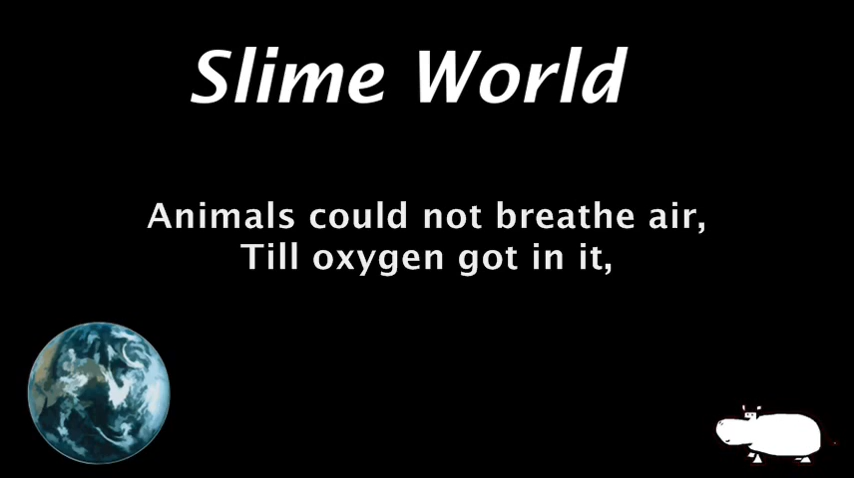 Slime World
Animals could not breathe air,
Till oxygen got in it,